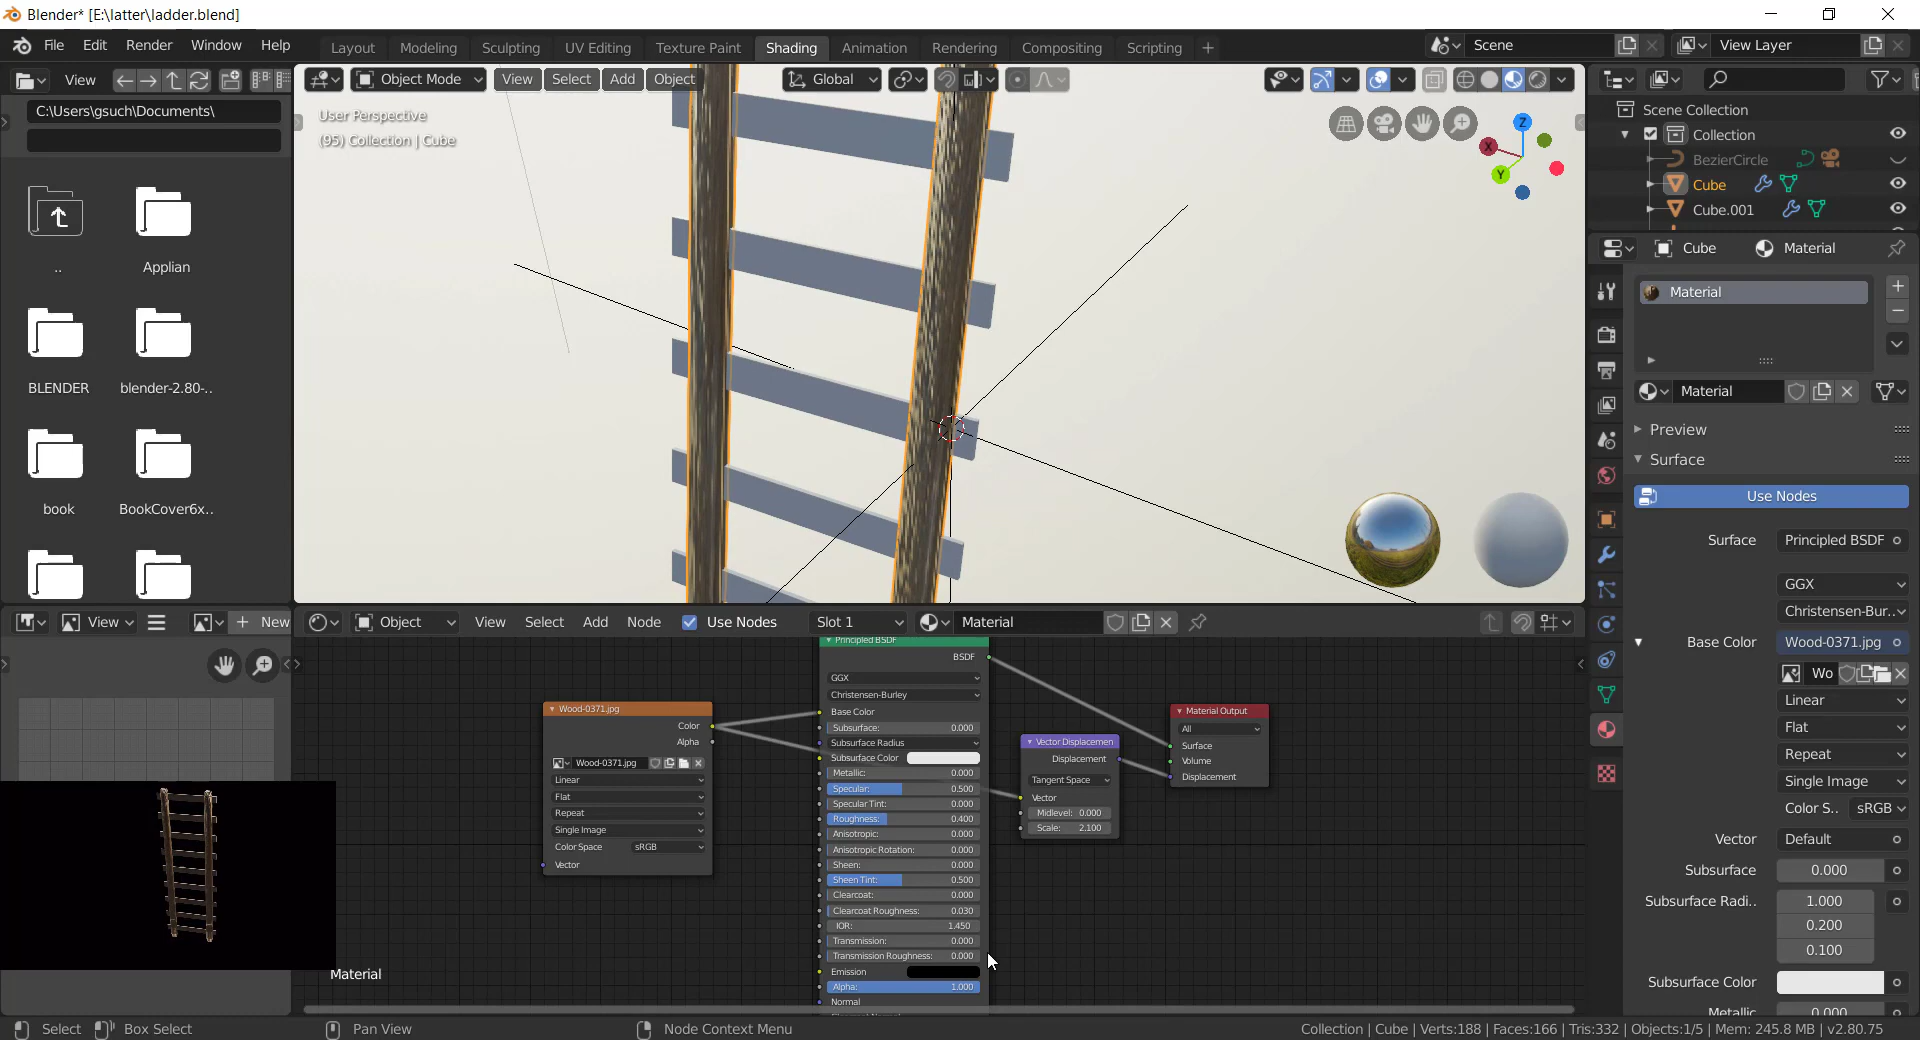 Blender* [E:\latter\ladder.blend]
File Edit Render Window Help
Layout Modeling Sculpting UV Editing Texture Paint Shading Animation Rendering Compositing Scripting +
Scene
View Layer
View
C:\Users\gsuch\Documents\
..
Applian
BLENDER
blender-2.80-..
book
BookCover6x..
Object Mode View Select Add Object
Global
User Perspective
(95) Collection | Cube
Z
X
Y
Scene Collection
Collection
BezierCircle
Cube
Cube.001
Cube
Material
Material
Material
Preview
Surface
Use Nodes
Surface
Principled BSDF
GGX
Christensen-Bur..
Base Color
Wood-0371.jpg
Wo
Linear
Flat
Repeat
Single Image
Color S..
sRGB
Vector
Default
Subsurface
0.000
Subsurface Radi..
1.000
0.200
0.100
Subsurface Color
Metallic
0.000
View
New
Object View Select Add Node Use Nodes
Slot 1
Material
Wood-0371.jpg
Color
Alpha
Wood-0371.jpg
Linear
Flat
Repeat
Single Image
Color Space
sRGB
Vector
Principled BSDF
BSDF
GGX
Christensen-Burley
Base Color
Subsurface: 0.000
Subsurface Radius
Subsurface Color
Metallic: 0.000
Specular: 0.500
Specular Tint: 0.000
Roughness: 0.400
Anisotropic: 0.000
Anisotropic Rotation: 0.000
Sheen: 0.000
Sheen Tint: 0.500
Clearcoat: 0.000
Clearcoat Roughness: 0.030
IOR: 1.450
Transmission: 0.000
Transmission Roughness: 0.000
Emission
Alpha: 1.000
Normal
Vector Displacemen
Displacement
Tangent Space
Vector
Midlevel: 0.000
Scale: 2.100
Material Output
All
Surface
Volume
Displacement
Material
Select
Box Select
Pan View
Node Context Menu
Collection | Cube | Verts:188 | Faces:166 | Tris:332 | Objects:1/5 | Mem: 245.8 MB | v2.80.75